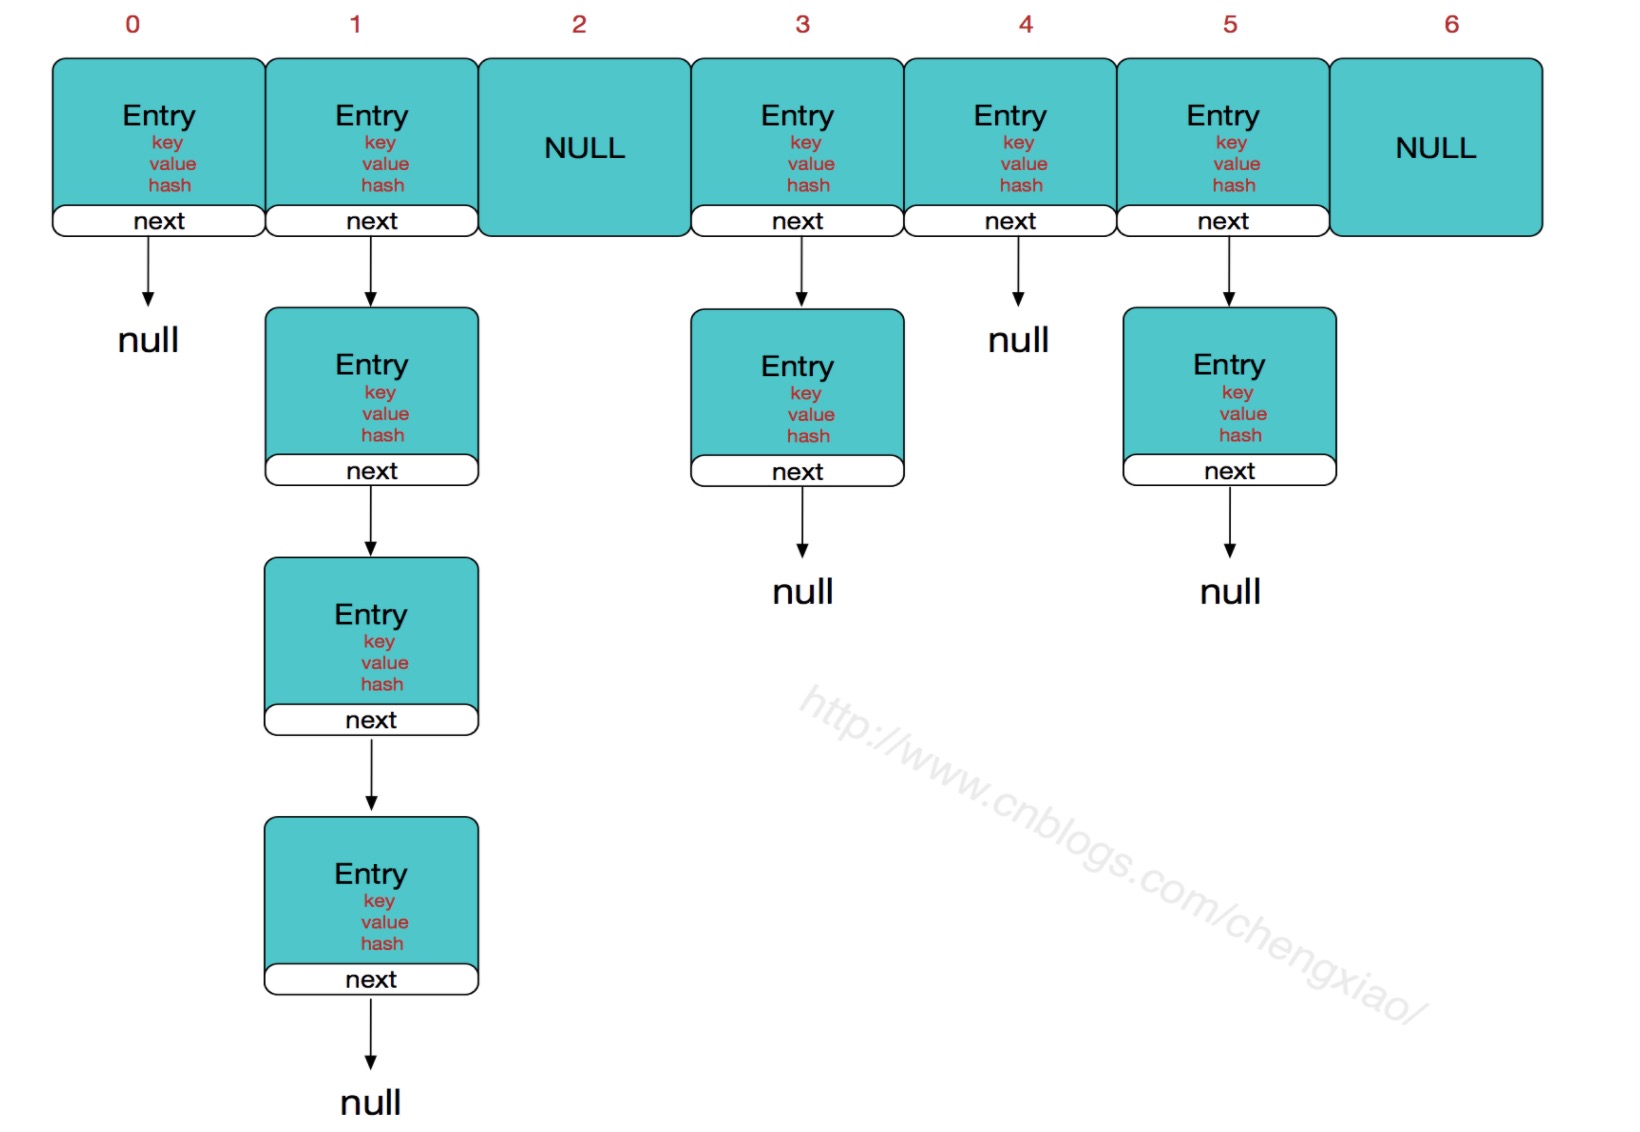 0 1 2 3 4 5 6
Entry Entry NULL Entry Entry Entry NULL
key key key key key
value value value value value
hash hash hash hash hash
next next next next next
null null
Entry Entry Entry
key key key
value value value
hash hash hash
next next next
null null
Entry
key
value
hash
next
http://www.cnblogs.com/chengxiao/
Entry
key
value
hash
next
null